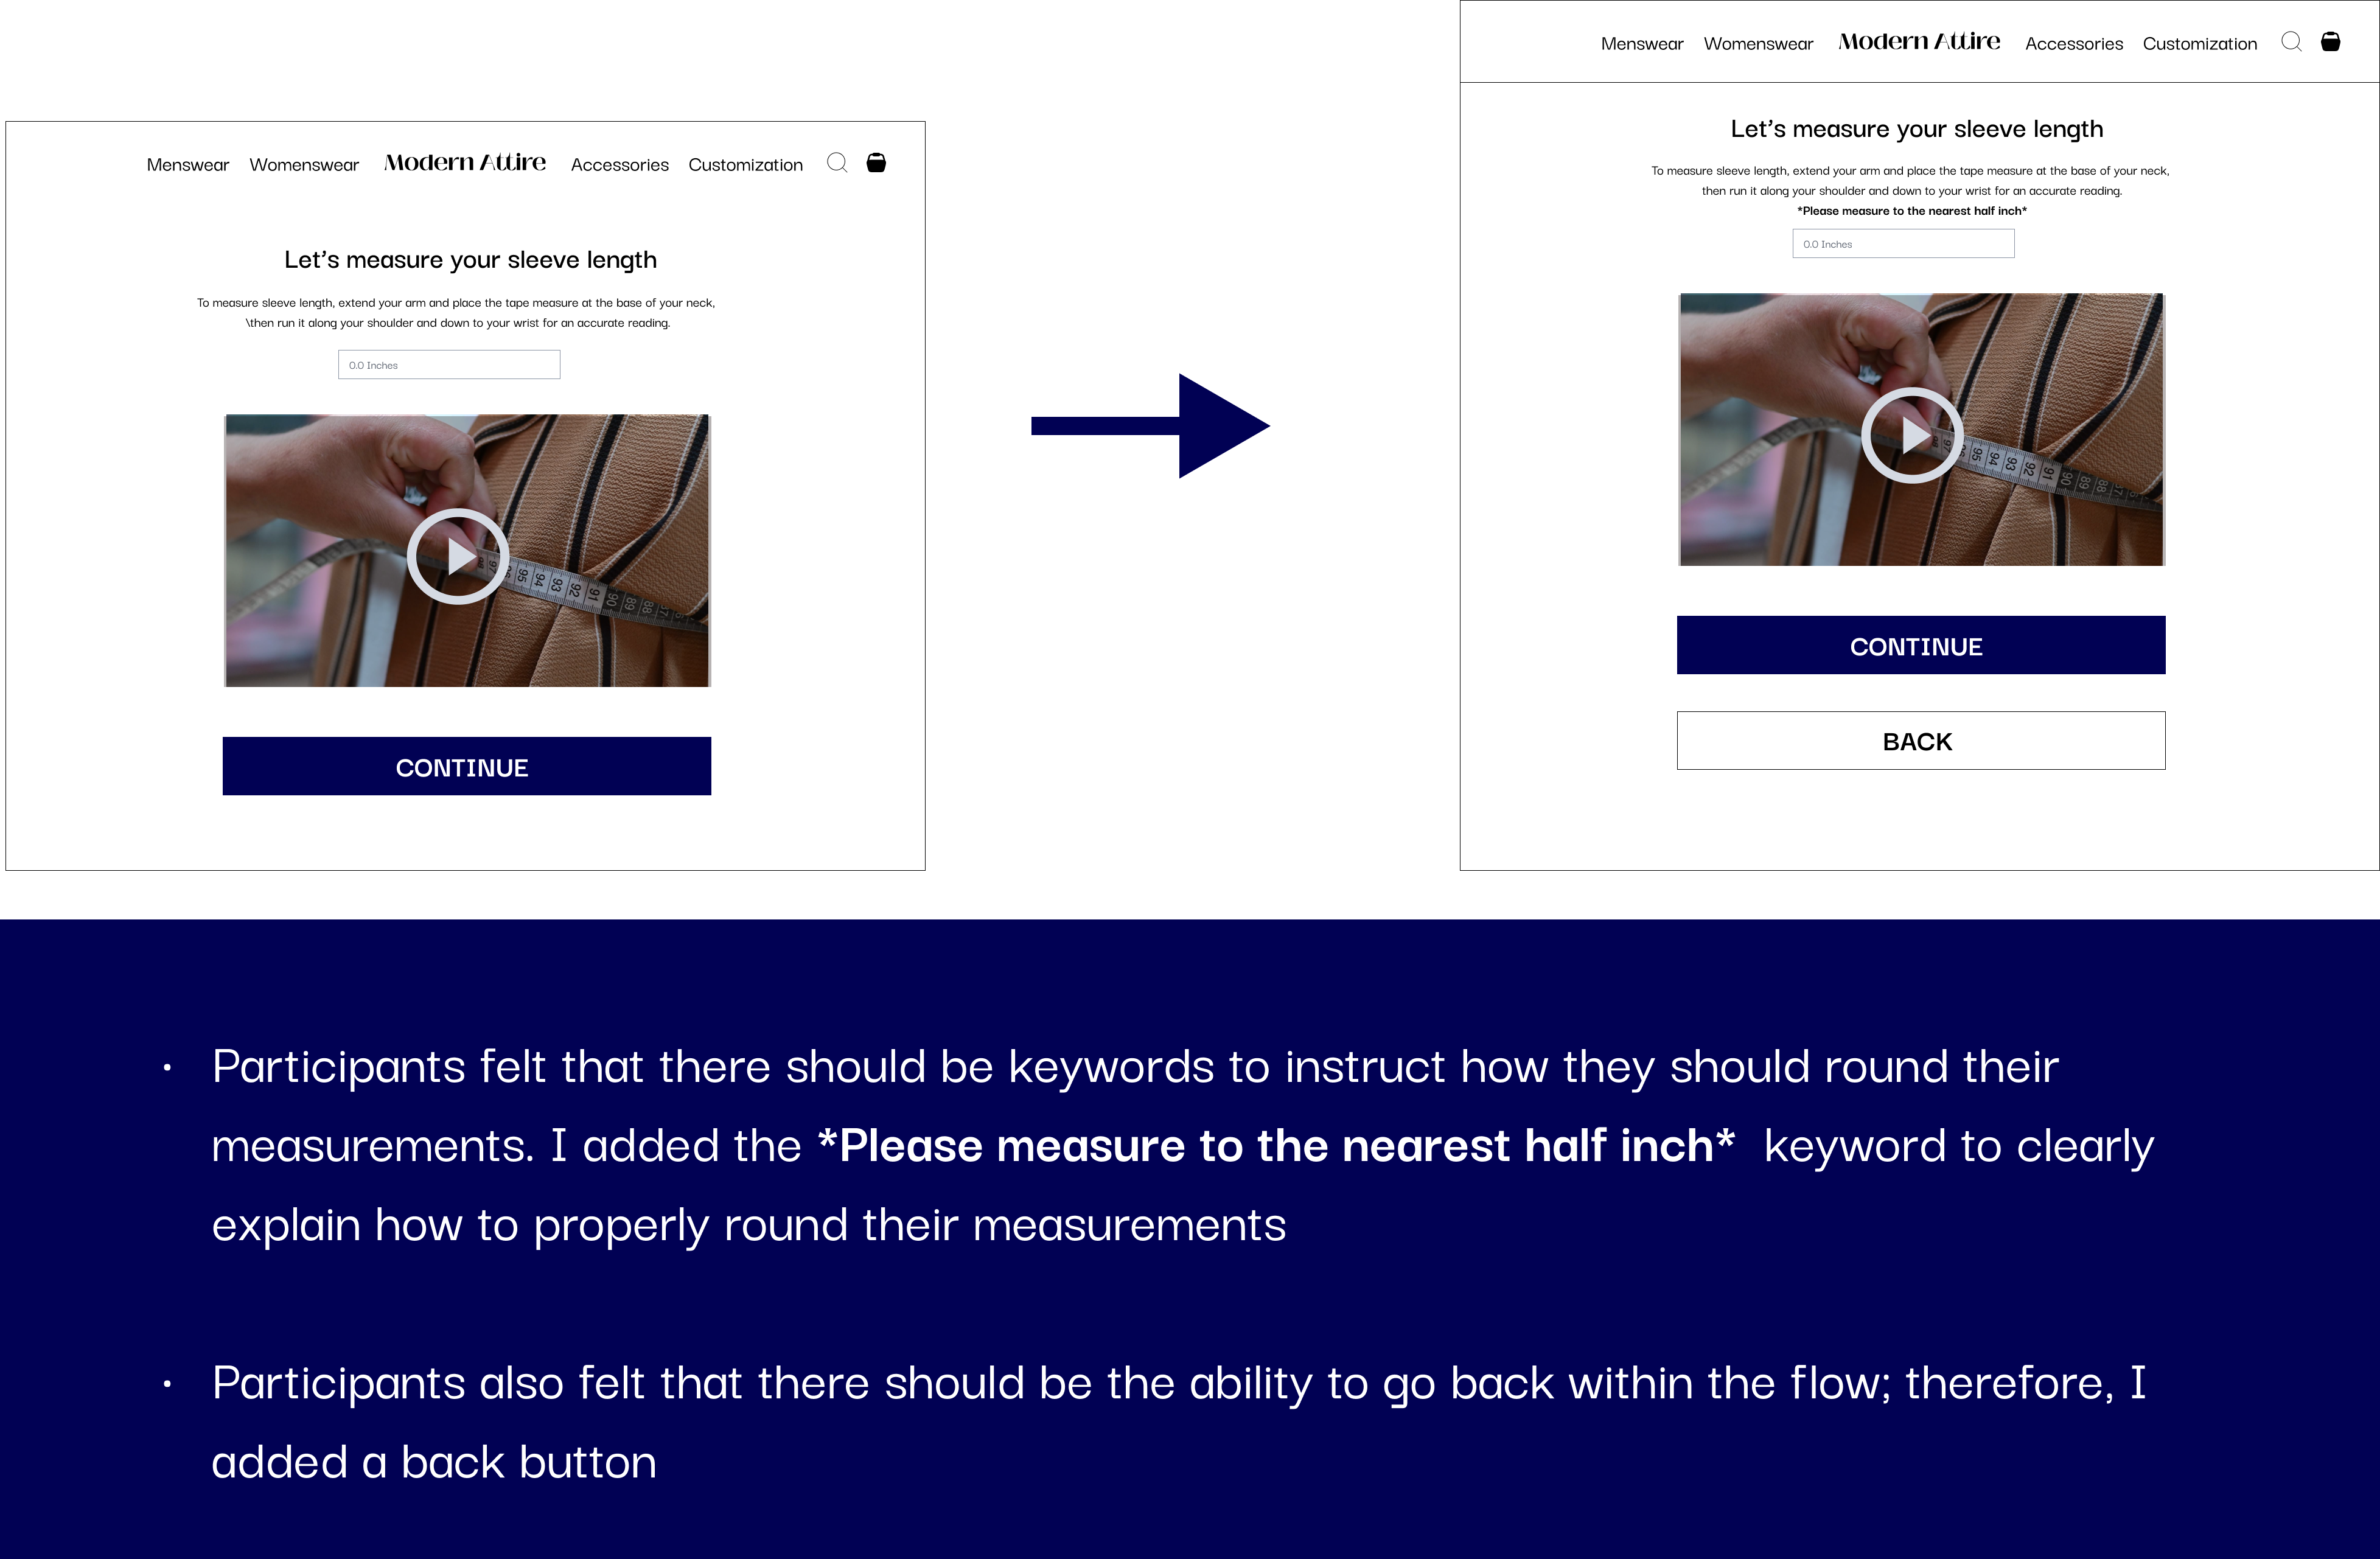 Menswear Womenswear Modern Attire Accessories Customization
Let’s measure your sleeve length
To measure sleeve length, extend your arm and place the tape measure at the base of your neck,
\then run it along your shoulder and down to your wrist for an accurate reading.
0.0 Inches
95 94 93 92 91 90 89 88
CONTINUE
Menswear Womenswear Modern Attire Accessories Customization
Let’s measure your sleeve length
To measure sleeve length, extend your arm and place the tape measure at the base of your neck,
then run it along your shoulder and down to your wrist for an accurate reading.
*Please measure to the nearest half inch*
0.0 Inches
95 94 93 92 91 90 89 88
CONTINUE
BACK
• Participants felt that there should be keywords to instruct how they should round their
measurements. I added the *Please measure to the nearest half inch* keyword to clearly
explain how to properly round their measurements
• Participants also felt that there should be the ability to go back within the flow; therefore, I
added a back button